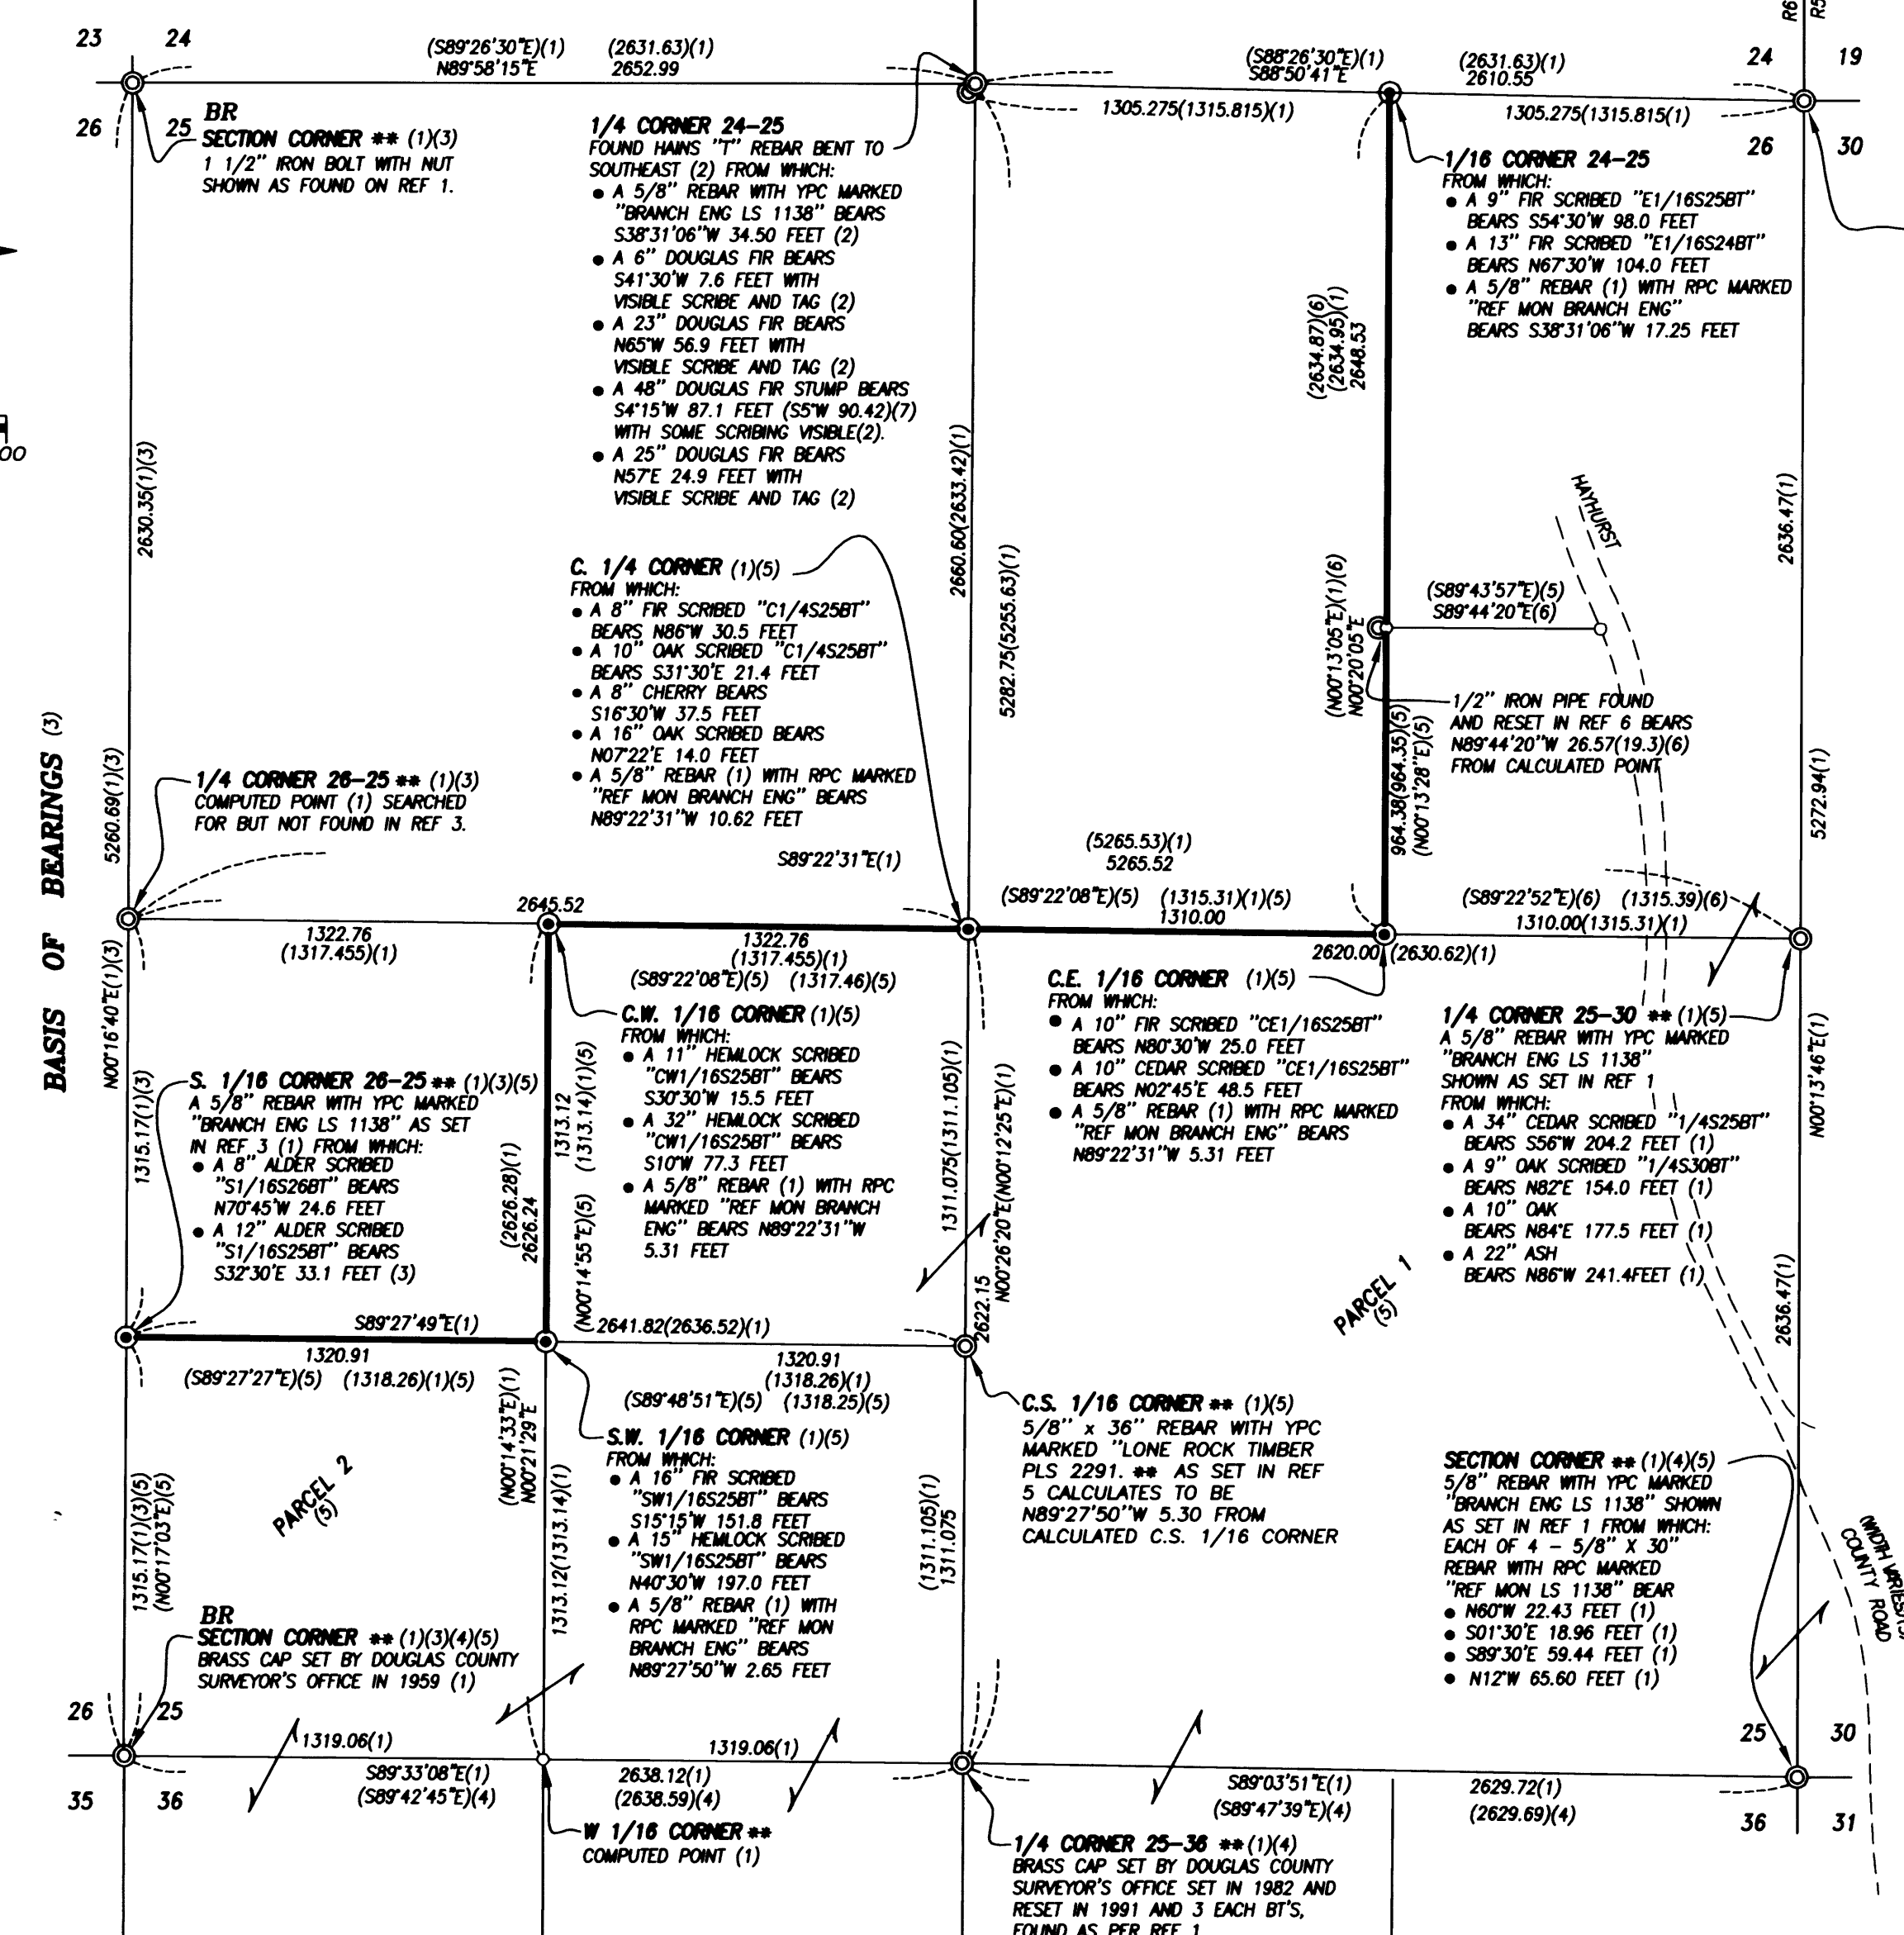 23 24
(S89°26'30"E)(1) (2631.63)(1)
N89°58'15"E 2652.99
(S88°26'30"E)(1) (2631.63)(1)
S88°50'41"E 2610.55
24 19
R6
R5
1305.275(1315.815)(1)
1305.275(1315.815(1)
26 25
26 30
BR
SECTION CORNER ** (1)(3)
1 1/2" IRON BOLT WITH NUT
SHOWN AS FOUND ON REF 1.
1/4 CORNER 24-25
FOUND HAINS "T" REBAR BENT TO
SOUTHEAST (2) FROM WHICH:
● A 5/8" REBAR WITH YPC MARKED
"BRANCH ENG LS 1138" BEARS
S38°31'06"W 34.50 FEET (2)
● A 6" DOUGLAS FIR BEARS
S41°30'W 7.6 FEET WITH
VISIBLE SCRIBE AND TAG (2)
● A 23" DOUGLAS FIR BEARS
N65°W 56.9 FEET WITH
VISIBLE SCRIBE AND TAG (2)
● A 48" DOUGLAS FIR STUMP BEARS
S4°15'W 87.1 FEET (S5°W 90.42)(7)
WITH SOME SCRIBING VISIBLE(2).
● A 25" DOUGLAS FIR BEARS
N57°E 24.9 FEET WITH
VISIBLE SCRIBE AND TAG (2)
1/16 CORNER 24-25
FROM WHICH:
● A 9" FIR SCRIBED "E1/16S25BT"
BEARS S54°30'W 98.0 FEET
● A 13" FIR SCRIBED "E1/16S24BT"
BEARS N67°30'W 104.0 FEET
● A 5/8" REBAR (1) WITH RPC MARKED
"REF MON BRANCH ENG"
BEARS S38°31'06"W 17.25 FEET
00
2630.35(1)(3)
2660.60(2633.42)(1)
5282.75(5255.63)(1)
(2634.87)(6)
(2634.95)(1)
2648.53
2636.47(1)
HAYHURST
C. 1/4 CORNER (1)(5)
FROM WHICH:
● A 8" FIR SCRIBED "C1/4S25BT"
BEARS N86°W 30.5 FEET
● A 10" OAK SCRIBED "C1/4S25BT"
BEARS S31°30'E 21.4 FEET
● A 8" CHERRY BEARS
S16°30'W 37.5 FEET
● A 16" OAK SCRIBED BEARS
N07°22'E 14.0 FEET
● A 5/8" REBAR (1) WITH RPC MARKED
"REF MON BRANCH ENG" BEARS
N89°22'31"W 10.62 FEET
(N00°13'05"E)(1)(6)
N00°20'05"E
(S89°43'57"E)(5)
S89°44'20"E(6)
1/2" IRON PIPE FOUND
AND RESET IN REF 6 BEARS
N89°44'20"W 26.57(19.3)(6)
FROM CALCULATED POINT
964.38(964.35)(5)
(N00°13'28"E)(5)
BASIS OF BEARINGS (3)
5260.69(1)(3)
5272.94(1)
1/4 CORNER 26-25 ** (1)(3)
COMPUTED POINT (1) SEARCHED
FOR BUT NOT FOUND IN REF 3.
S89°22'31"E(1)
(5265.53)(1)
5265.52
2645.52
(S89°22'08"E)(5) (1315.31)(1)(5)
1310.00
(S89°22'52"E)(6) (1315.39)(6)
1310.00(1315.31)(1)
1322.76
(1317.455)(1)
1322.76
(1317.455)(1)
(S89°22'08"E)(5) (1317.46)(5)
2620.00 (2630.62)(1)
N00°16'40"E(1)(3)
C.W. 1/16 CORNER (1)(5)
FROM WHICH:
● A 11" HEMLOCK SCRIBED
"CW1/16S25BT" BEARS
S30°30'W 15.5 FEET
● A 32" HEMLOCK SCRIBED
"CW1/16S25BT" BEARS
S10°W 77.3 FEET
● A 5/8" REBAR (1) WITH RPC
MARKED "REF MON BRANCH
ENG" BEARS N89°22'31"W
5.31 FEET
C.E. 1/16 CORNER (1)(5)
FROM WHICH:
● A 10" FIR SCRIBED "CE1/16S25BT"
BEARS N80°30'W 25.0 FEET
● A 10" CEDAR SCRIBED "CE1/16S25BT"
BEARS N02°45'E 48.5 FEET
● A 5/8" REBAR (1) WITH RPC MARKED
"REF MON BRANCH ENG" BEARS
N89°22'31"W 5.31 FEET
1/4 CORNER 25-30 ** (1)(5)
A 5/8" REBAR WITH YPC MARKED
"BRANCH ENG LS 1138"
SHOWN AS SET IN REF 1
FROM WHICH:
● A 34" CEDAR SCRIBED "1/4S25BT"
BEARS S56°W 204.2 FEET (1)
● A 9" OAK SCRIBED "1/4S30BT"
BEARS N82°E 154.0 FEET (1)
● A 10" OAK
BEARS N84°E 177.5 FEET (1)
● A 22" ASH
BEARS N86°W 241.4FEET (1)
N00°13'46"E(1)
S. 1/16 CORNER 26-25 ** (1)(3)(5)
A 5/8" REBAR WITH YPC MARKED
"BRANCH ENG LS 1138" AS SET
IN REF 3 (1) FROM WHICH:
● A 8" ALDER SCRIBED
"S1/16S26BT" BEARS
N70°45'W 24.6 FEET
● A 12" ALDER SCRIBED
"S1/16S25BT" BEARS
S32°30'E 33.1 FEET (3)
1315.17(1)(3)
(2626.28)(1)
2626.24
1313.12
(1313.14)(1)(5)
(N00°14'55"E)(5)
1311.075(1311.105)(1)
N00°26'20"E(N00°12'25"E)(1)
2622.15
PARCEL 1
(5)
2636.47(1)
S89°27'49"E(1)
1320.91
(S89°27'27"E)(5) (1318.26)(1)(5)
2641.82(2636.52)(1)
1320.91
(1318.26)(1)
(S89°48'51"E)(5) (1318.25)(5)
(N00°14'33"E)(1)
N00°21'29"E
S.W. 1/16 CORNER (1)(5)
FROM WHICH:
● A 16" FIR SCRIBED
"SW1/16S25BT" BEARS
S15°15'W 151.8 FEET
● A 15" HEMLOCK SCRIBED
"SW1/16S25BT" BEARS
N40°30'W 197.0 FEET
● A 5/8" REBAR (1) WITH
RPC MARKED "REF MON
BRANCH ENG" BEARS
N89°27'50"W 2.65 FEET
C.S. 1/16 CORNER ** (1)(5)
5/8" x 36" REBAR WITH YPC
MARKED "LONE ROCK TIMBER
PLS 2291. ** AS SET IN REF
5 CALCULATES TO BE
N89°27'50"W 5.30 FROM
CALCULATED C.S. 1/16 CORNER
SECTION CORNER ** (1)(4)(5)
5/8" REBAR WITH YPC MARKED
"BRANCH ENG LS 1138" SHOWN
AS SET IN REF 1 FROM WHICH:
EACH OF 4 - 5/8" X 30"
REBAR WITH RPC MARKED
"REF MON LS 1138" BEAR
● N60°W 22.43 FEET (1)
● S01°30'E 18.96 FEET (1)
● S89°30'E 59.44 FEET (1)
● N12°W 65.60 FEET (1)
PARCEL 2
(5)
1315.17(1)(3)(5)
(N00°17'03"E)(5)
1313.12(1313.14)(1)
(1311.105)(1)
1311.075
COUNTY ROAD
(WIDTH VARIES)
BR
SECTION CORNER ** (1)(3)(4)(5)
BRASS CAP SET BY DOUGLAS COUNTY
SURVEYOR'S OFFICE IN 1959 (1)
26 25
25 30
1319.06(1)
1319.06(1)
S89°33'08"E(1)
(S89°42'45"E)(4)
2638.12(1)
(2638.59)(4)
S89°03'51"E(1)
(S89°47'39"E)(4)
2629.72(1)
(2629.69)(4)
35 36
36 31
W 1/16 CORNER **
COMPUTED POINT (1)
1/4 CORNER 25-36 ** (1)(4)
BRASS CAP SET BY DOUGLAS COUNTY
SURVEYOR'S OFFICE SET IN 1982 AND
RESET IN 1991 AND 3 EACH BT'S,
FOUND AS PER REF 1